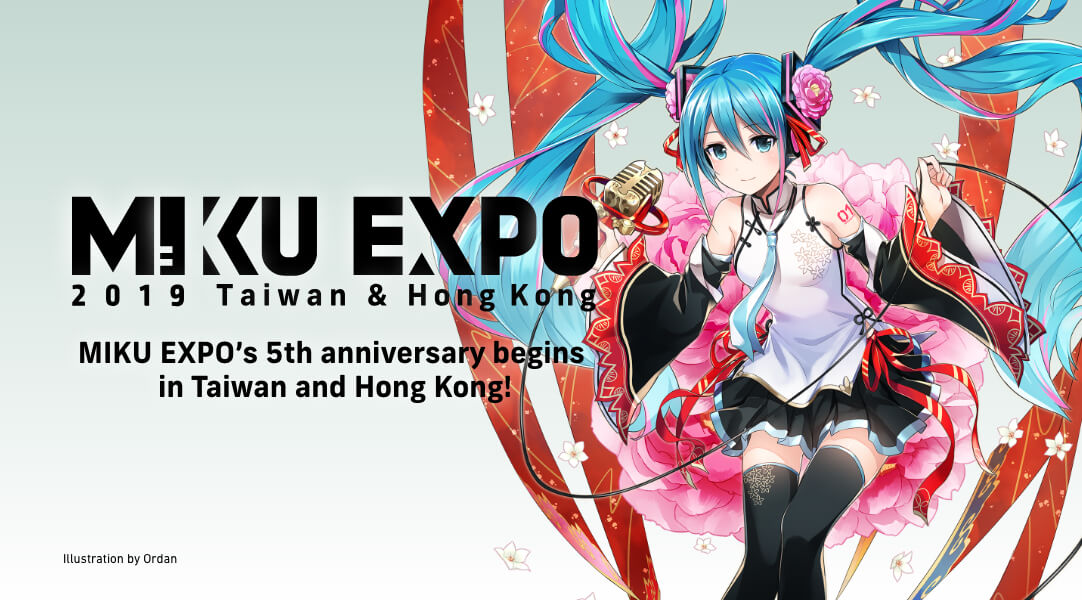 MIKU EXPO
2019 Taiwan & Hong Kong
MIKU EXPO's 5th anniversary begins
in Taiwan and Hong Kong!
01
Illustration by Ordan